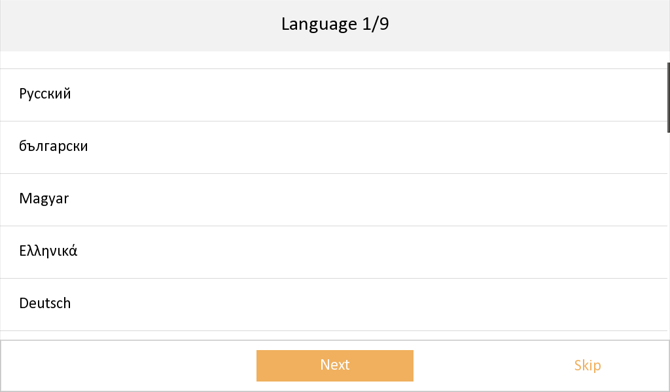 Language 1/9
Русский
български
Magyar
Ελληνικά
Deutsch
Next
Skip